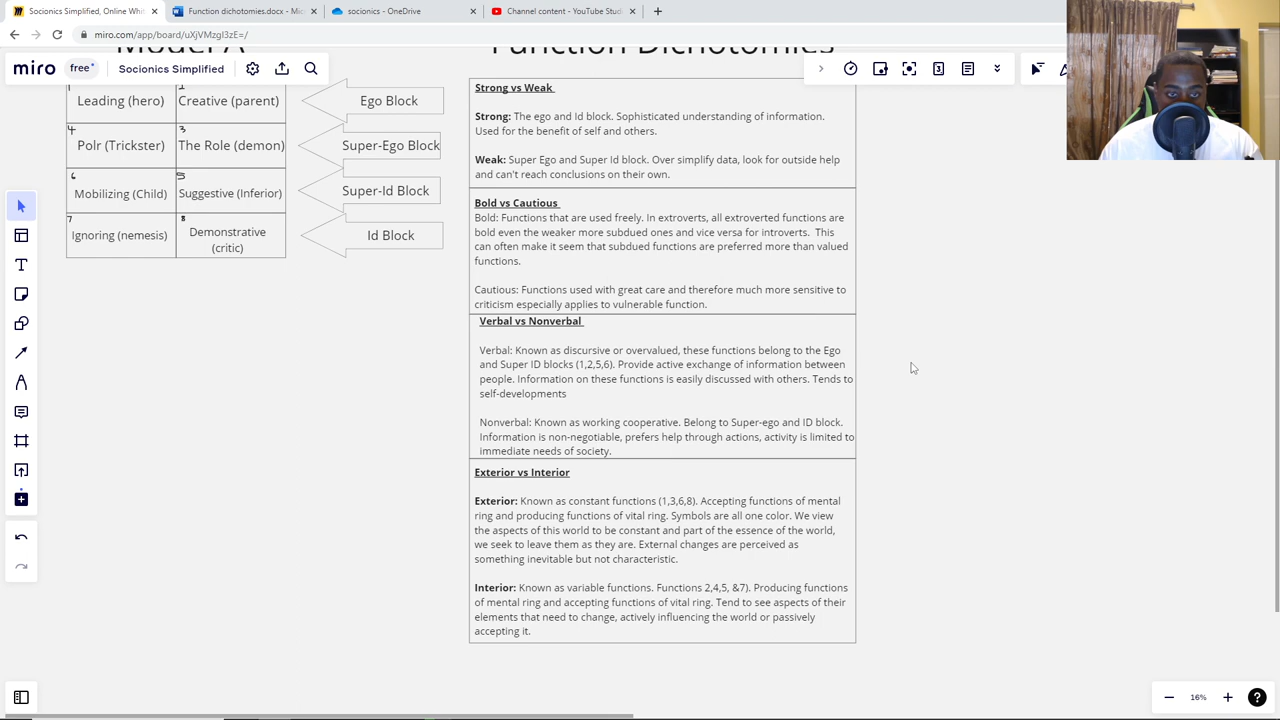 Socionics Simplified, Online Whit
Function dichotomies.docx - Mic
socionics - OneDrive
Channel content - YouTube Stud
miro.com/app/board/uXjVMzgI3zE=/
Model A
Function Dichotomies
miro
free
Socionics Simplified
1
Leading (hero)
Creative (parent)
Ego Block
4
Polr (Trickster)
3
The Role (demon)
Super-Ego Block
6
Mobilizing (Child)
5
Suggestive (Inferior)
Super-Id Block
7
Ignoring (nemesis)
8
Demonstrative
(critic)
Id Block
Strong vs Weak
Strong: The ego and Id block. Sophisticated understanding of information.
Used for the benefit of self and others.
Weak: Super Ego and Super Id block. Over simplify data, look for outside help
and can't reach conclusions on their own.
Bold vs Cautious
Bold: Functions that are used freely. In extroverts, all extroverted functions are
bold even the weaker more subdued ones and vice versa for introverts. This
can often make it seem that subdued functions are preferred more than valued
functions.
Cautious: Functions used with great care and therefore much more sensitive to
criticism especially applies to vulnerable function.
Verbal vs Nonverbal
Verbal: Known as discursive or overvalued, these functions belong to the Ego
and Super ID blocks (1,2,5,6). Provide active exchange of information between
people. Information on these functions is easily discussed with others. Tends to
self-developments
Nonverbal: Known as working cooperative. Belong to Super-ego and ID block.
Information is non-negotiable, prefers help through actions, activity is limited to
immediate needs of society.
Exterior vs Interior
Exterior: Known as constant functions (1,3,6,8). Accepting functions of mental
ring and producing functions of vital ring. Symbols are all one color. We view
the aspects of this world to be constant and part of the essence of the world,
we seek to leave them as they are. External changes are perceived as
something inevitable but not characteristic.
Interior: Known as variable functions. Functions 2,4,5, &7). Producing functions
of mental ring and accepting functions of vital ring. Tend to see aspects of their
elements that need to change, actively influencing the world or passively
accepting it.
16%